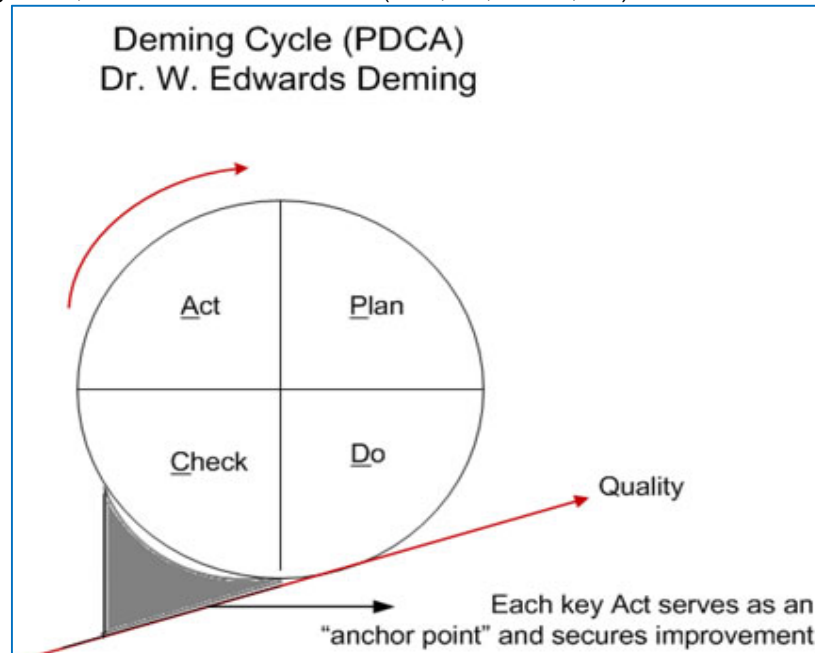 Deming Cycle (PDCA)
Dr. W. Edwards Deming
Act
Plan
Check
Do
Quality
Each key Act serves as an
“anchor point” and secures improvement